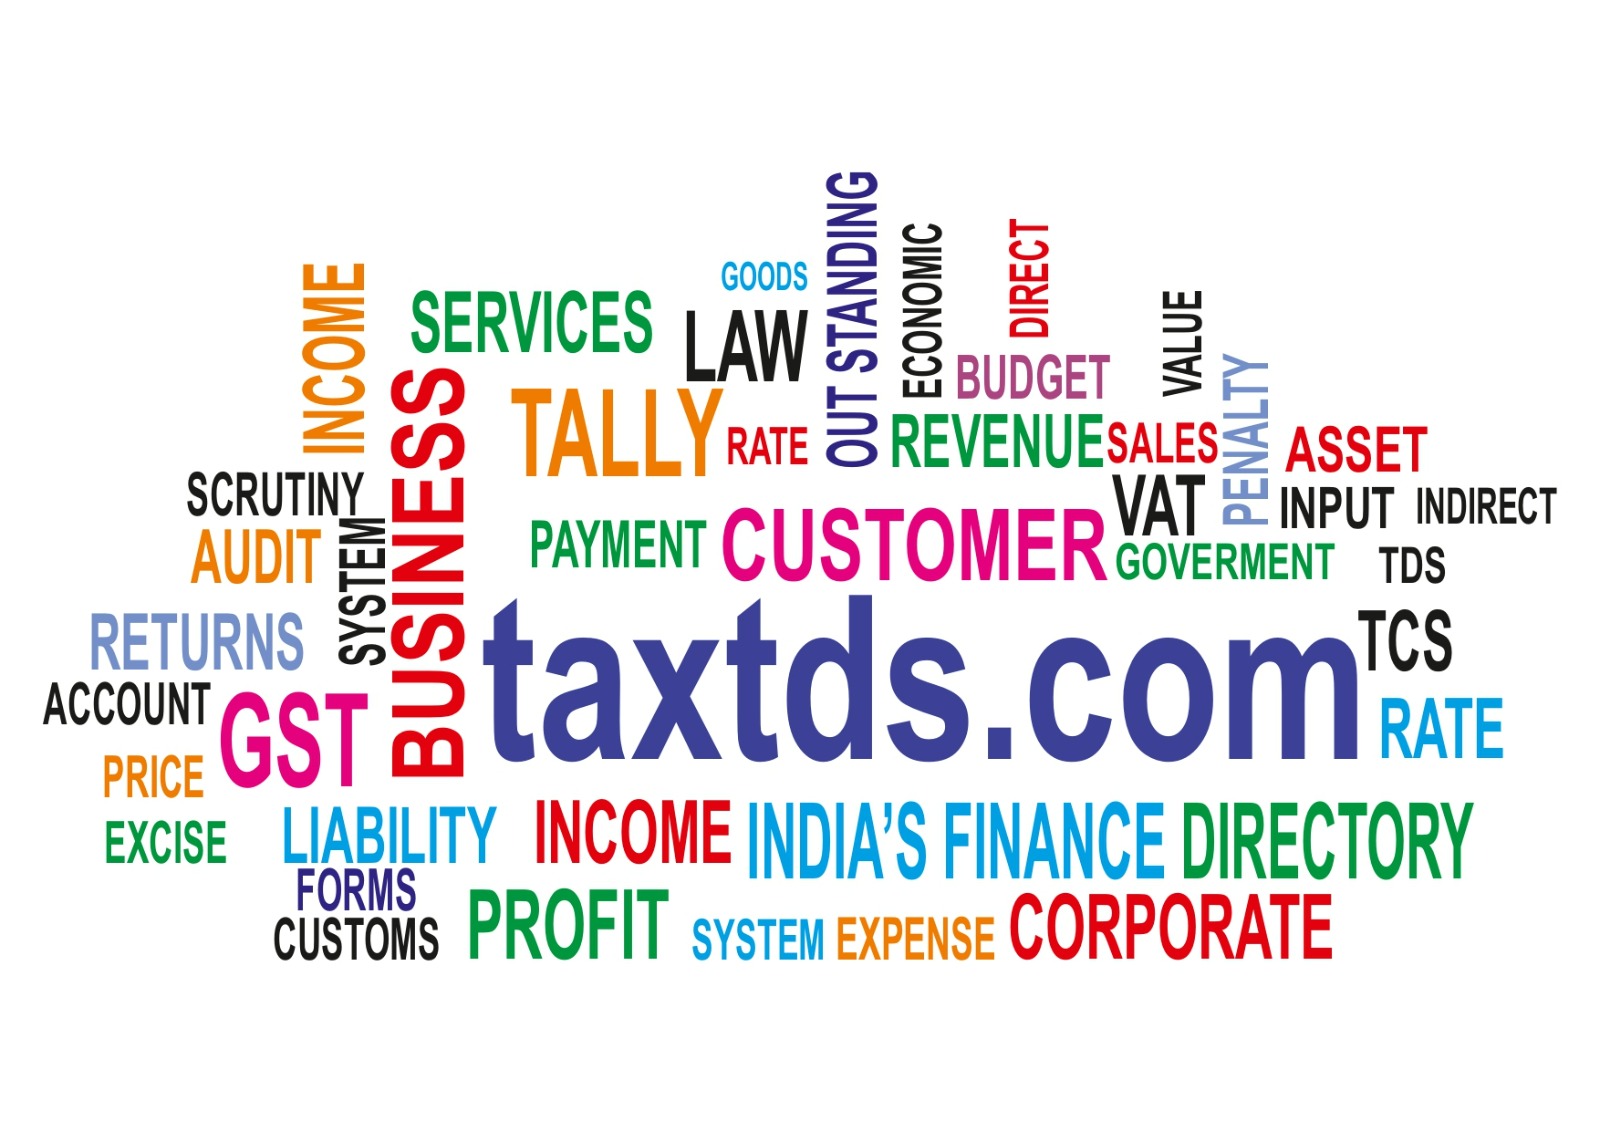 OUT STANDING
ECONOMIC
DIRECT
INCOME
GOODS
SERVICES
LAW
VALUE
BUDGET
PENALTY
BUSINESS
TALLY
RATE
REVENUE
SALES
ASSET
SCRUTINY
VAT
INPUT
INDIRECT
AUDIT
SYSTEM
PAYMENT
CUSTOMER
GOVERMENT
TDS
RETURNS
taxtds.com
TCS
ACCOUNT
GST
RATE
PRICE
EXCISE
LIABILITY
INCOME
INDIA'S FINANCE DIRECTORY
FORMS
CUSTOMS
PROFIT
SYSTEM
EXPENSE
CORPORATE